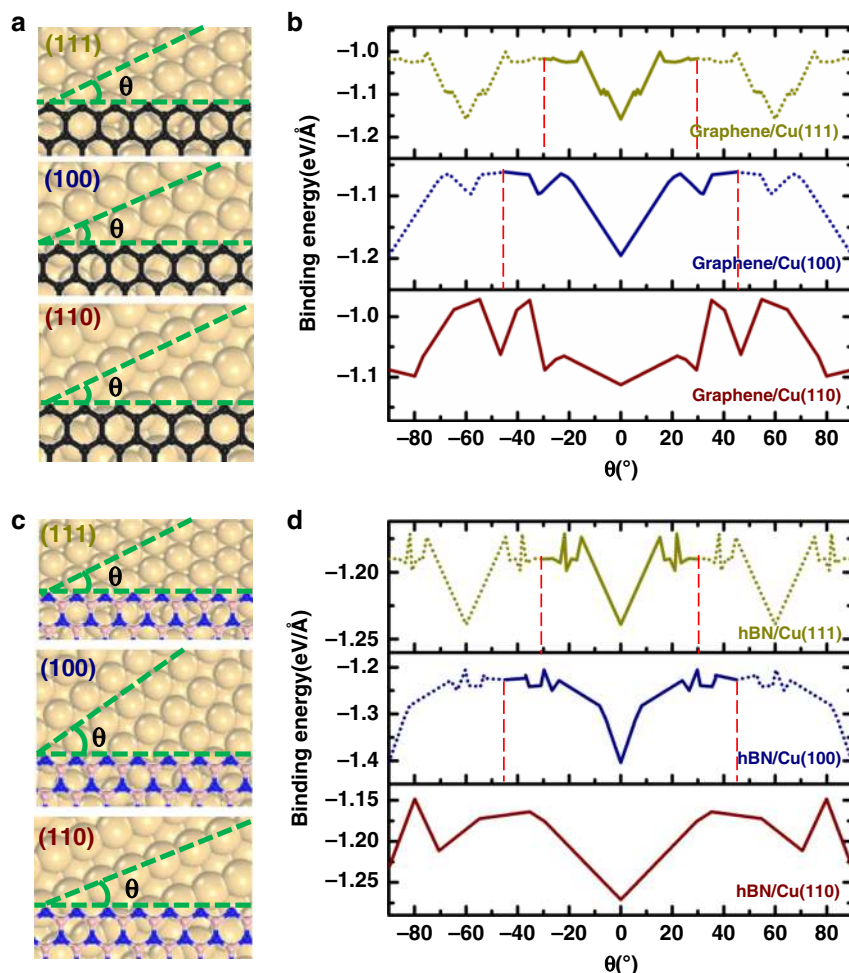 a
(111)
θ
(100)
θ
(110)
θ
b
Binding energy(eV/Å)
−1.0
−1.1
−1.2
Graphene/Cu(111)
−1.1
−1.2
Graphene/Cu(100)
−1.0
−1.1
Graphene/Cu(110)
−80 −60 −40 −20 0 20 40 60 80
θ(°)
c
(111)
θ
(100)
θ
(110)
θ
d
Binding energy(eV/Å)
−1.20
−1.25
hBN/Cu(111)
−1.2
−1.3
−1.4
hBN/Cu(100)
−1.15
−1.20
−1.25
hBN/Cu(110)
−80 −60 −40 −20 0 20 40 60 80
θ(°)